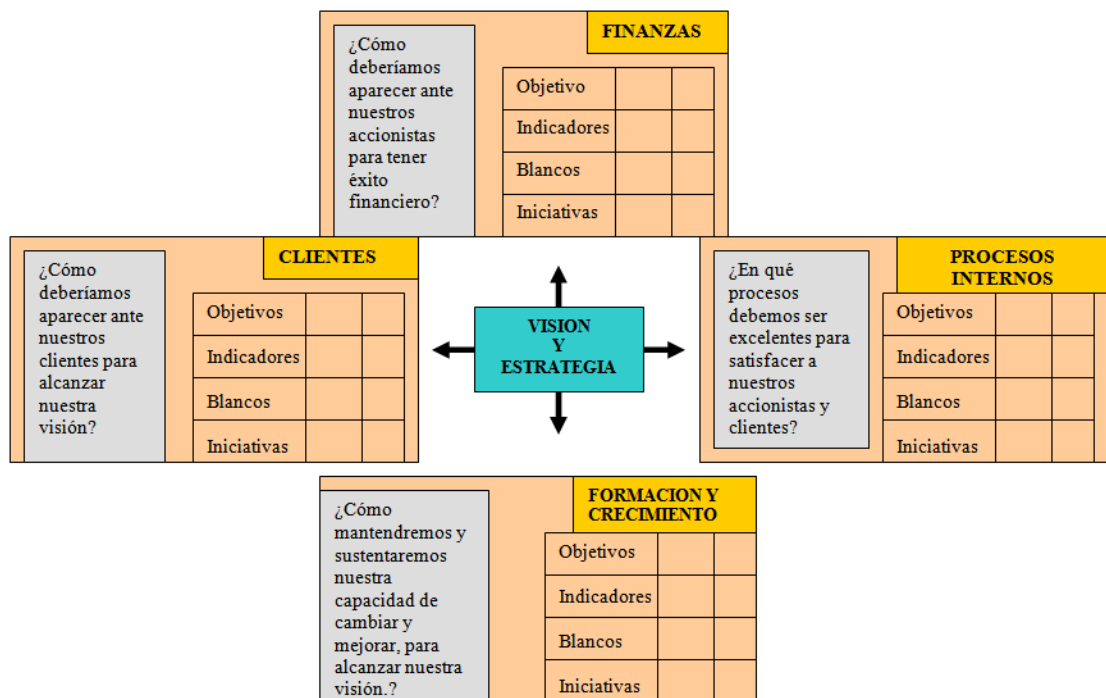 FINANZAS
¿Cómo
deberíamos
aparecer ante
nuestros
accionistas
para tener
éxito
financiero?
Objetivo
Indicadores
Blancos
Iniciativas
CLIENTES
¿Cómo
deberíamos
aparecer ante
nuestros
clientes para
alcanzar
nuestra
visión?
Objetivos
Indicadores
Blancos
Iniciativas
VISION
Y
ESTRATEGIA
PROCESOS
INTERNOS
¿En qué
procesos
debemos ser
excelentes para
satisfacer a
nuestros
accionistas y
clientes?
Objetivos
Indicadores
Blancos
Iniciativas
FORMACION Y
CRECIMIENTO
¿Cómo
mantendremos y
sustentaremos
nuestra
capacidad de
cambiar y
mejorar, para
alcanzar nuestra
visión.?
Objetivos
Indicadores
Blancos
Iniciativas